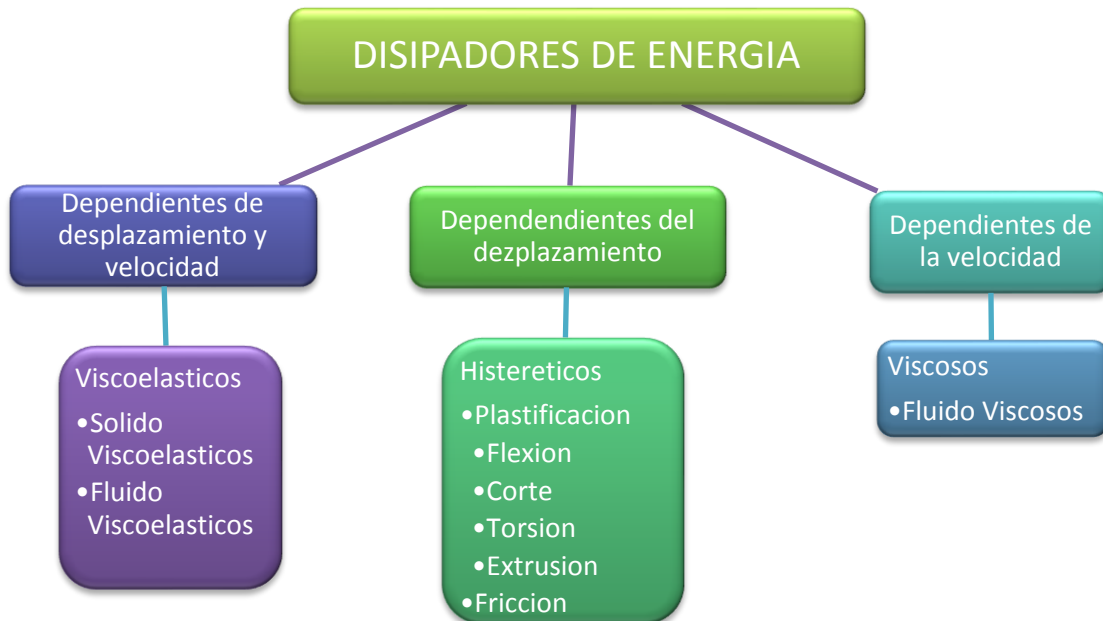 DISIPADORES DE ENERGIA
Dependientes de
desplazamiento y
velocidad
Dependendientes del
dezplazamiento
Dependientes de
la velocidad
Viscoelasticos
•Solido
Viscoelasticos
•Fluido
Viscoelasticos
Histereticos
•Plastificacion
•Flexion
•Corte
•Torsion
•Extrusion
•Friccion
Viscosos
•Fluido Viscosos